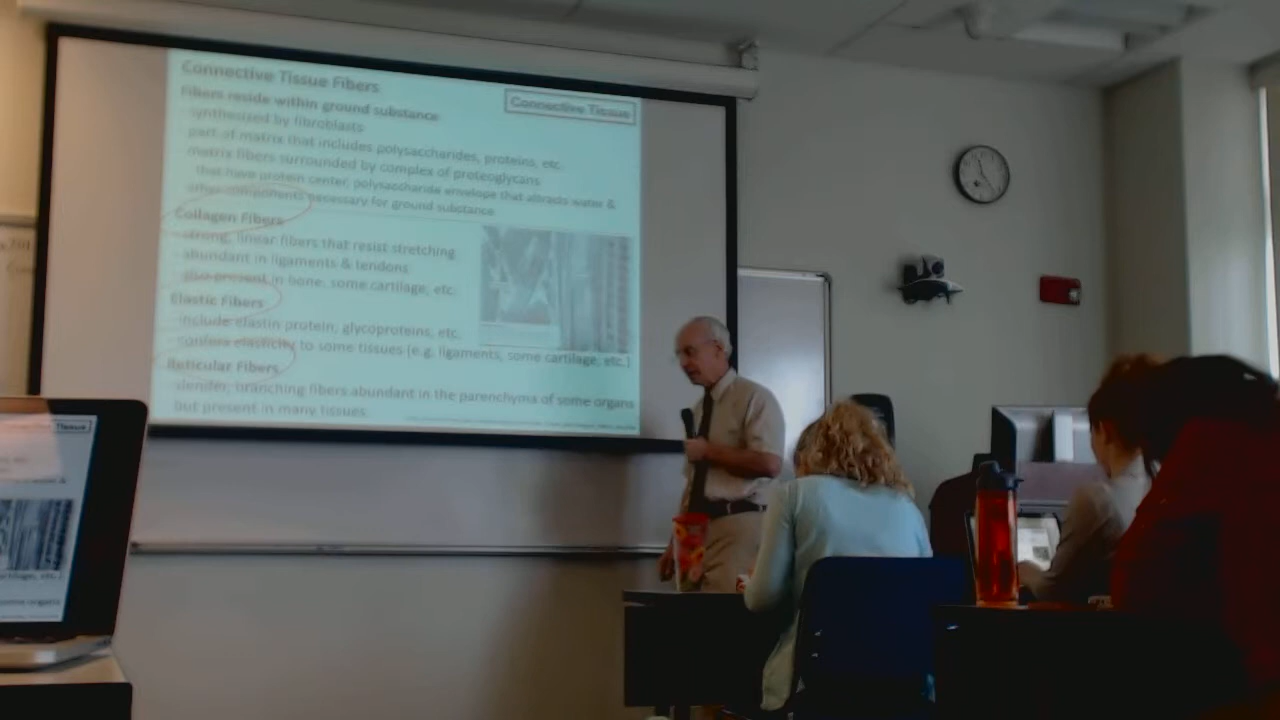 Connective Tissue Fibers
Connective Tissue
Fibers reside within ground substance
synthesized by fibroblasts
part of matrix that includes polysaccharides, proteins, etc.
matrix fibers surrounded by complex of proteoglycans
that have protein center, polysaccharide envelope that attracts water &
other components necessary for ground substance
Collagen Fibers
strong, linear fibers that resist stretching
abundant in ligaments & tendons
also present in bone, some cartilage, etc.
Elastic Fibers
include elastin protein, glycoproteins, etc.
confers elasticity to some tissues (e.g. ligaments, some cartilage, etc.)
Reticular Fibers
slender, branching fibers abundant in the parenchyma of some organs
but present in many tissues
Tissue